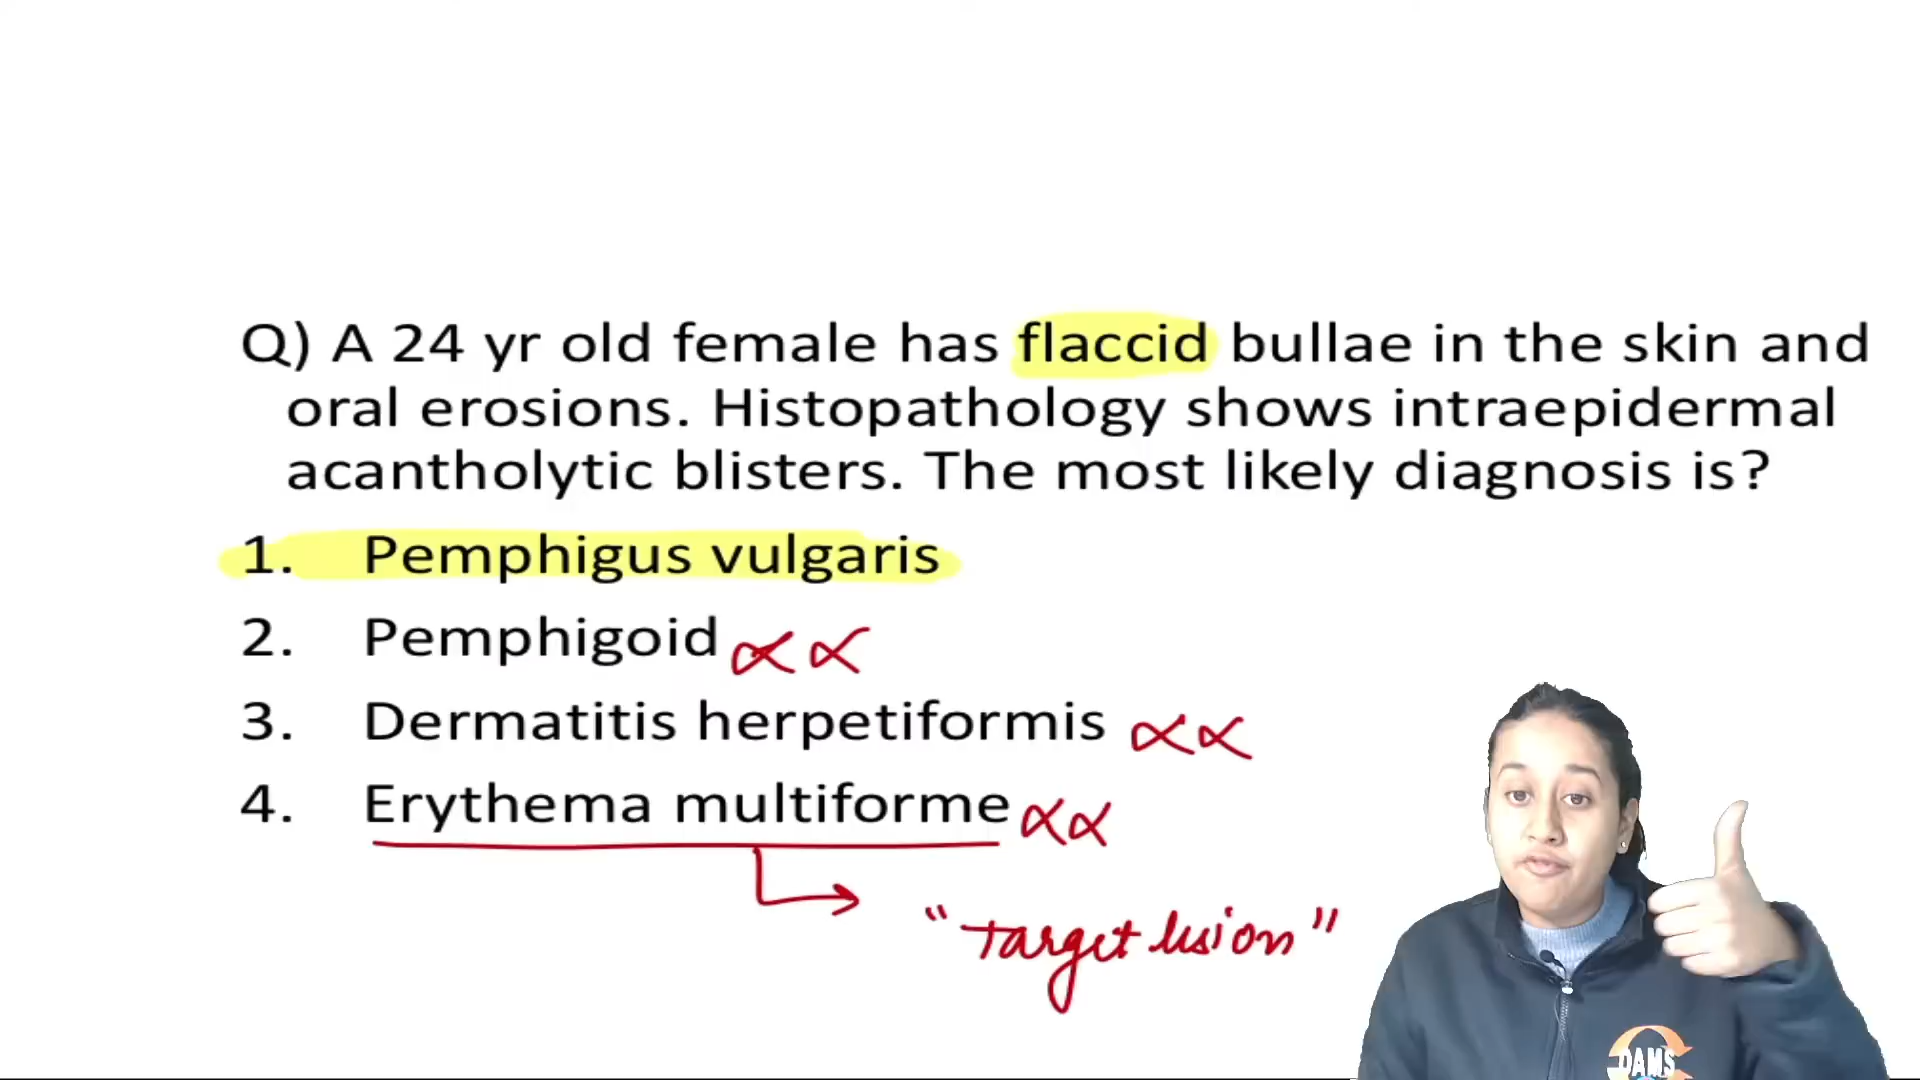 Q) A 24 yr old female has flaccid bullae in the skin and
oral erosions. Histopathology shows intraepidermal
acantholytic blisters. The most likely diagnosis is?
1. Pemphigus vulgaris
2. Pemphigoid
3. Dermatitis herpetiformis
4. Erythema multiforme
"Target lesion"
DAMS